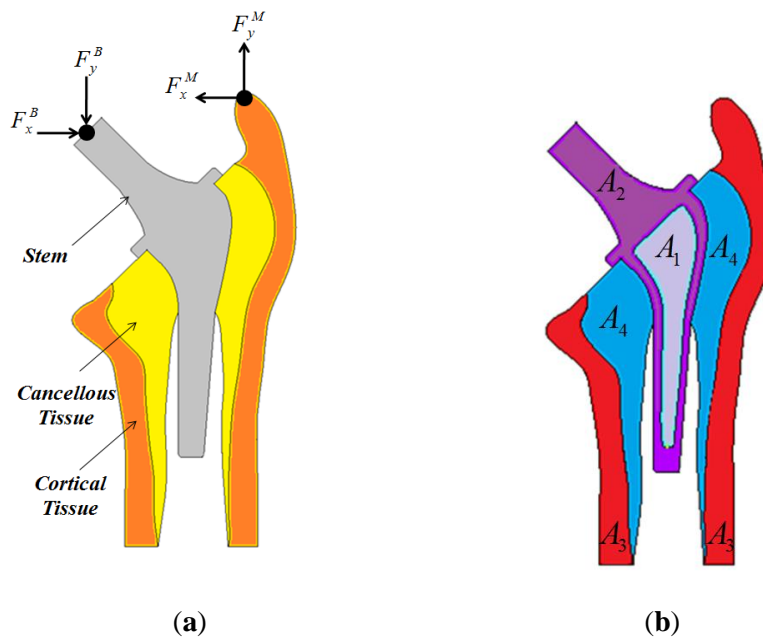 F_y^M
F_y^B
F_x^M
F_x^B
A_2
Stem
A_1
A_4
A_4
Cancellous
Tissue
Cortical
Tissue
A_3
A_3
(a)
(b)